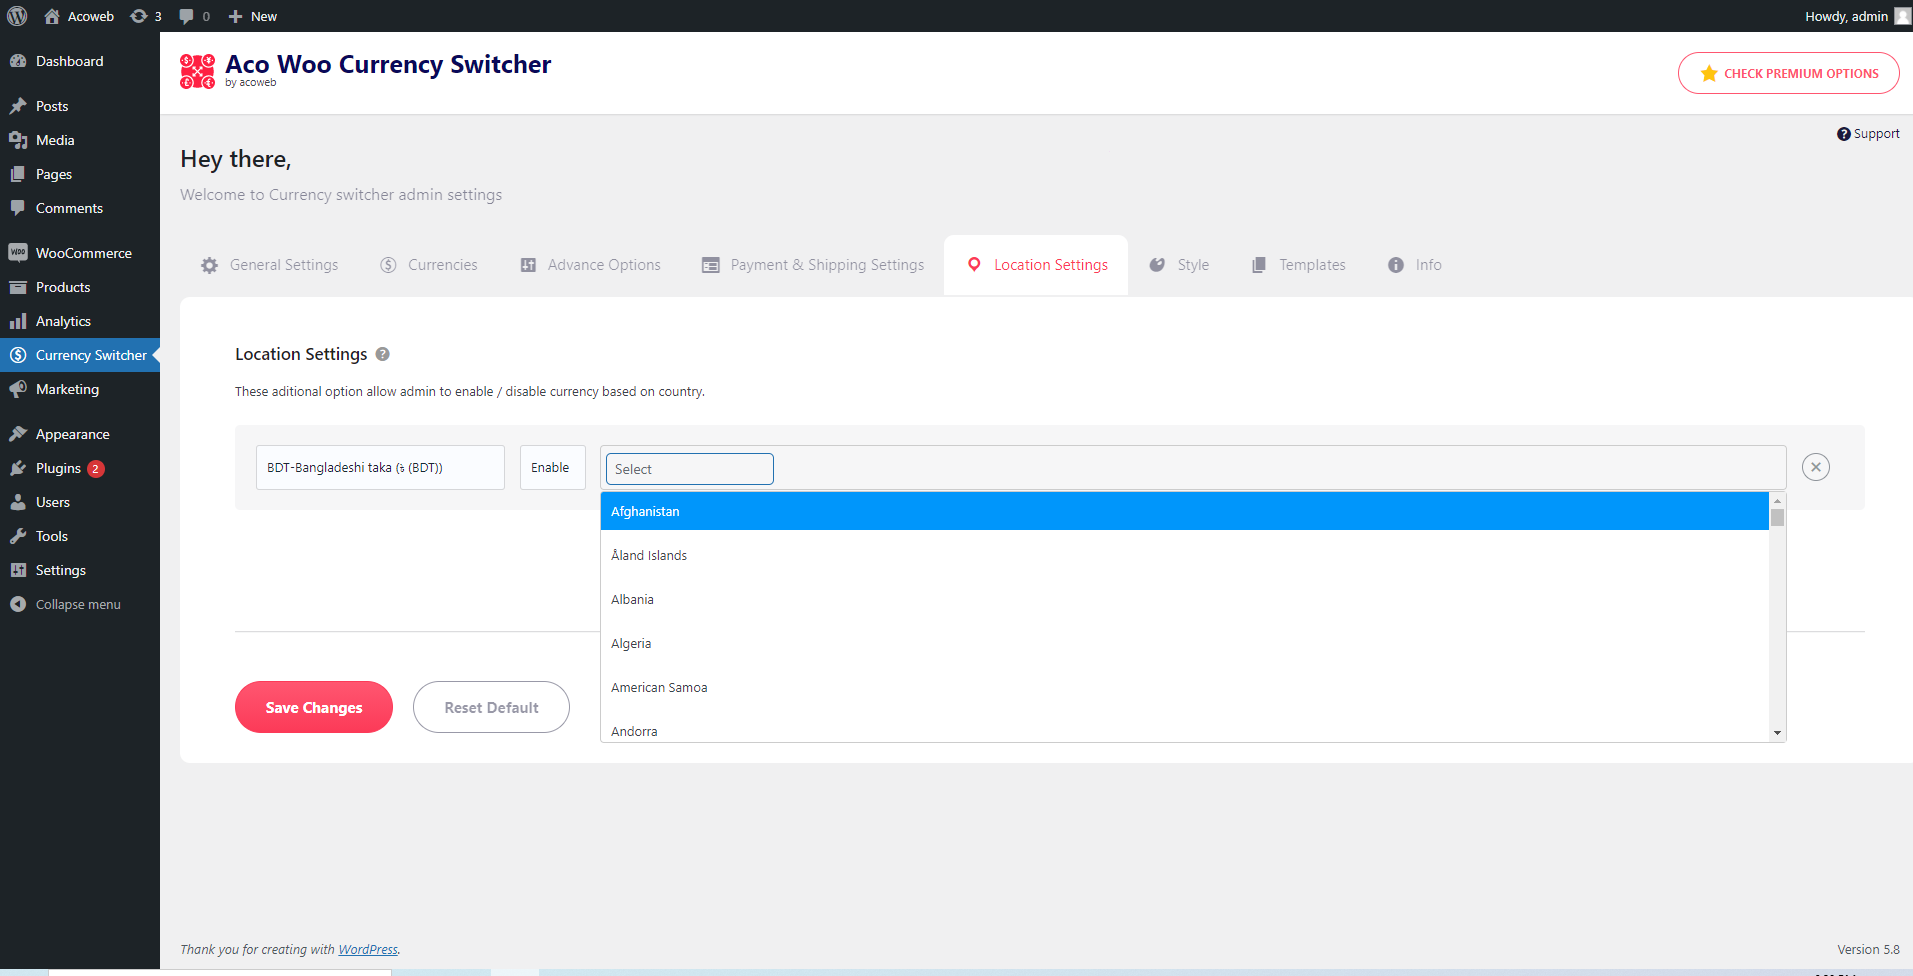 Acoweb 3 0 New Howdy, admin
Dashboard
Posts
Media
Pages
Comments
WooCommerce
Products
Analytics
Currency Switcher
Marketing
Appearance
Plugins 2
Users
Tools
Settings
Collapse menu
Aco Woo Currency Switcher
by acoweb
CHECK PREMIUM OPTIONS
Support
Hey there,
Welcome to Currency switcher admin settings
General Settings Currencies Advance Options Payment & Shipping Settings Location Settings Style Templates Info
Location Settings
These aditional option allow admin to enable / disable currency based on country.
BDT-Bangladeshi taka (৳ (BDT)) Enable Select
Afghanistan
Åland Islands
Albania
Algeria
American Samoa
Andorra
Save Changes Reset Default
Thank you for creating with WordPress. Version 5.8